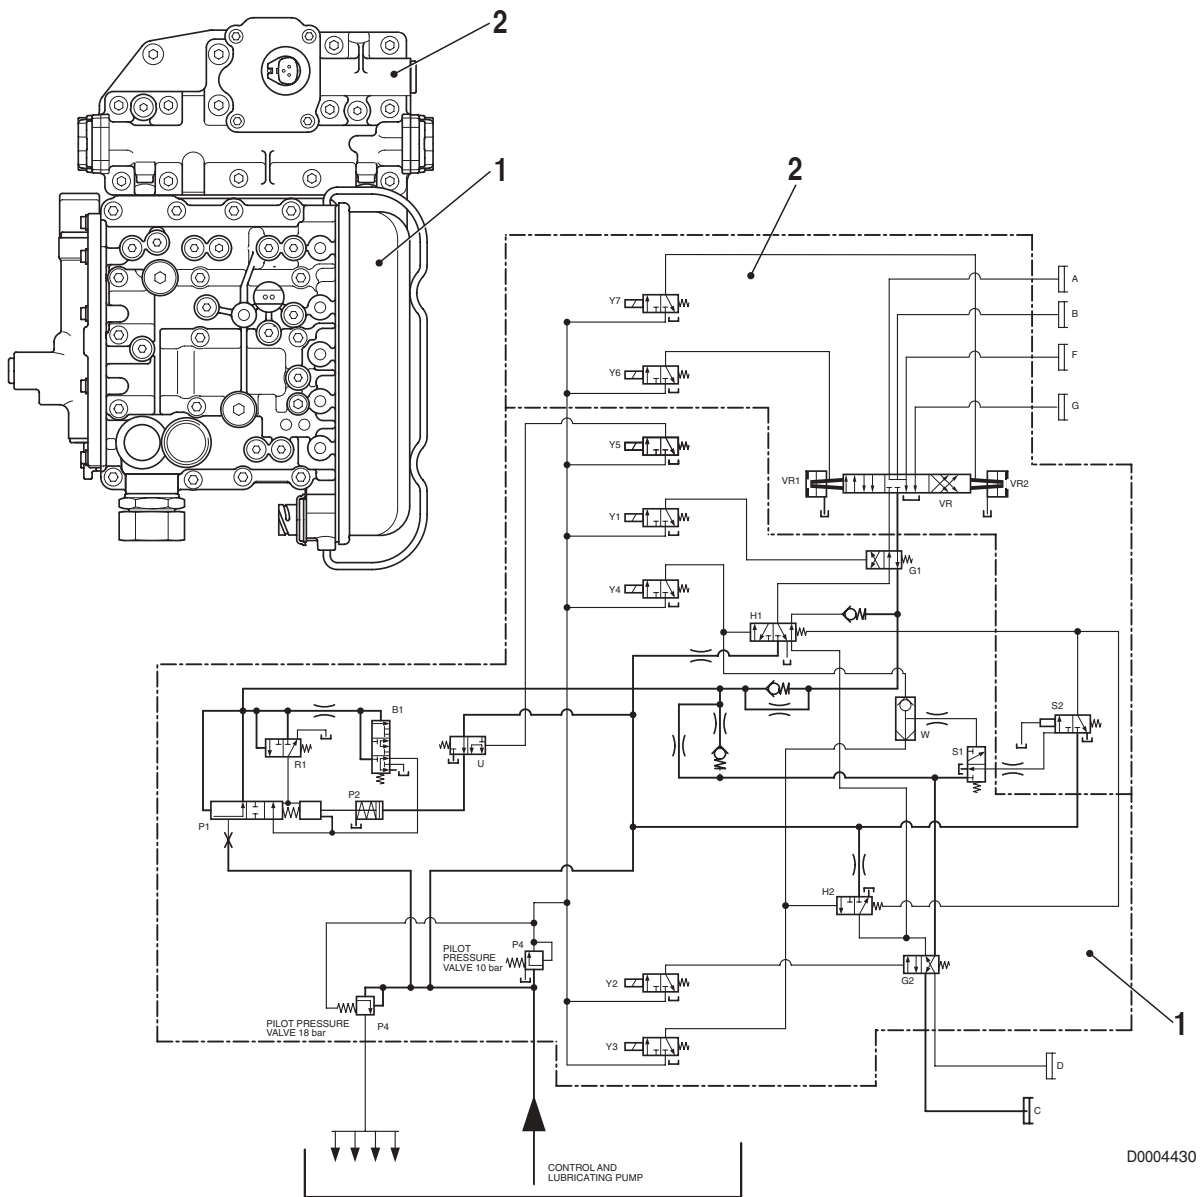 2
1
2
Y7
A
B
Y6
F
G
Y5
VR1
VR2
VR
Y1
G1
Y4
H1
B1
S2
W
R1
U
S1
P2
P1
H2
P4
PILOT
PRESSURE
VALVE 10 bar
G2
Y2
1
PILOT PRESSURE
VALVE 18 bar
P4
Y3
D
C
D0004430
CONTROL AND
LUBRICATING PUMP